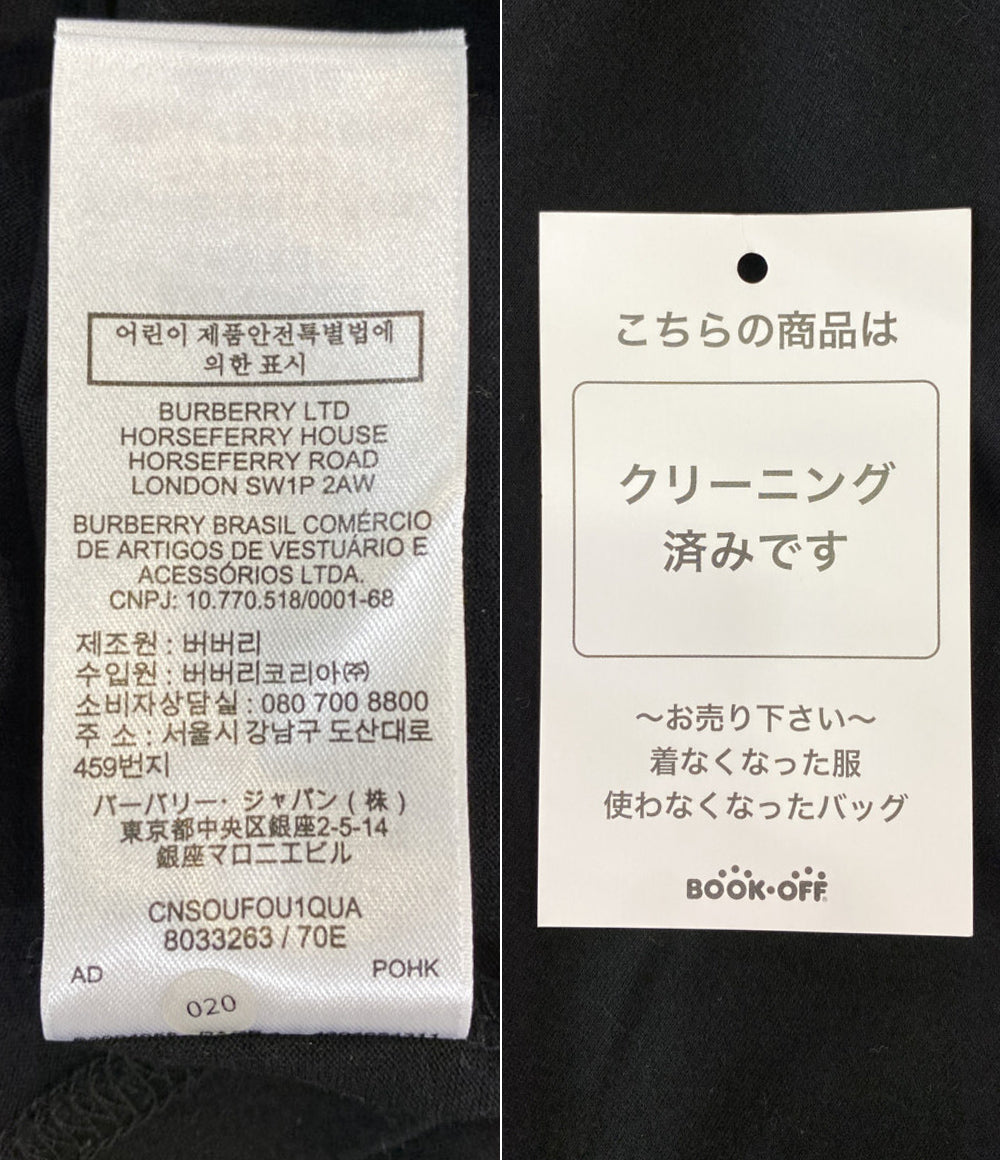 어린이 제품안전특별법에
의한 표시
BURBERRY LTD
HORSEFERRY HOUSE
HORSEFERRY ROAD
LONDON SW1P 2AW
BURBERRY BRASIL COMÉRCIO
DE ARTIGOS DE VESTUÁRIO E
ACESSÓRIOS LTDA.
CNPJ: 10.770.518/0001-68
제조원 : 버버리
수입원 : 버버리코리아㈜
소비자상담실 : 080 700 8800
주 소 : 서울시 강남구 도산대로
459번지
バーバリー・ジャパン ( 株 )
東京都中央区銀座2-5-14
銀座マロニエビル
CNSOUFOU1QUA
8033263 / 70E
AD POHK
020
こちらの商品は
クリーニング
済みです
～お売り下さい～
着なくなった服
使わなくなったバッグ
BOOK・OFF